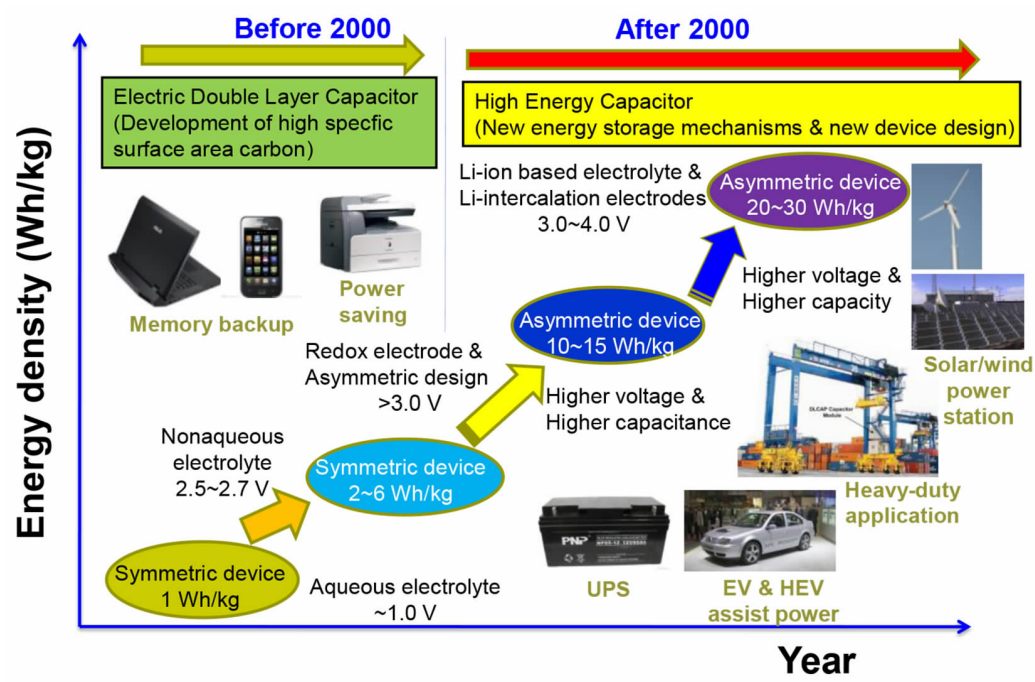 Before 2000
After 2000
Electric Double Layer Capacitor
(Development of high specfic
surface area carbon)
High Energy Capacitor
(New energy storage mechanisms & new device design)
Energy density (Wh/kg)
Li-ion based electrolyte &
Li-intercalation electrodes
3.0~4.0 V
Asymmetric device
20~30 Wh/kg
Memory backup
Power
saving
Higher voltage &
Higher capacity
Asymmetric device
10~15 Wh/kg
Redox electrode &
Asymmetric design
>3.0 V
Higher voltage &
Higher capacitance
Solar/wind
power
station
DLCAP Capacitor
Module
Nonaqueous
electrolyte
2.5~2.7 V
Symmetric device
2~6 Wh/kg
Heavy-duty
application
PNP
Symmetric device
1 Wh/kg
Aqueous electrolyte
~1.0 V
UPS
EV & HEV
assist power
Year